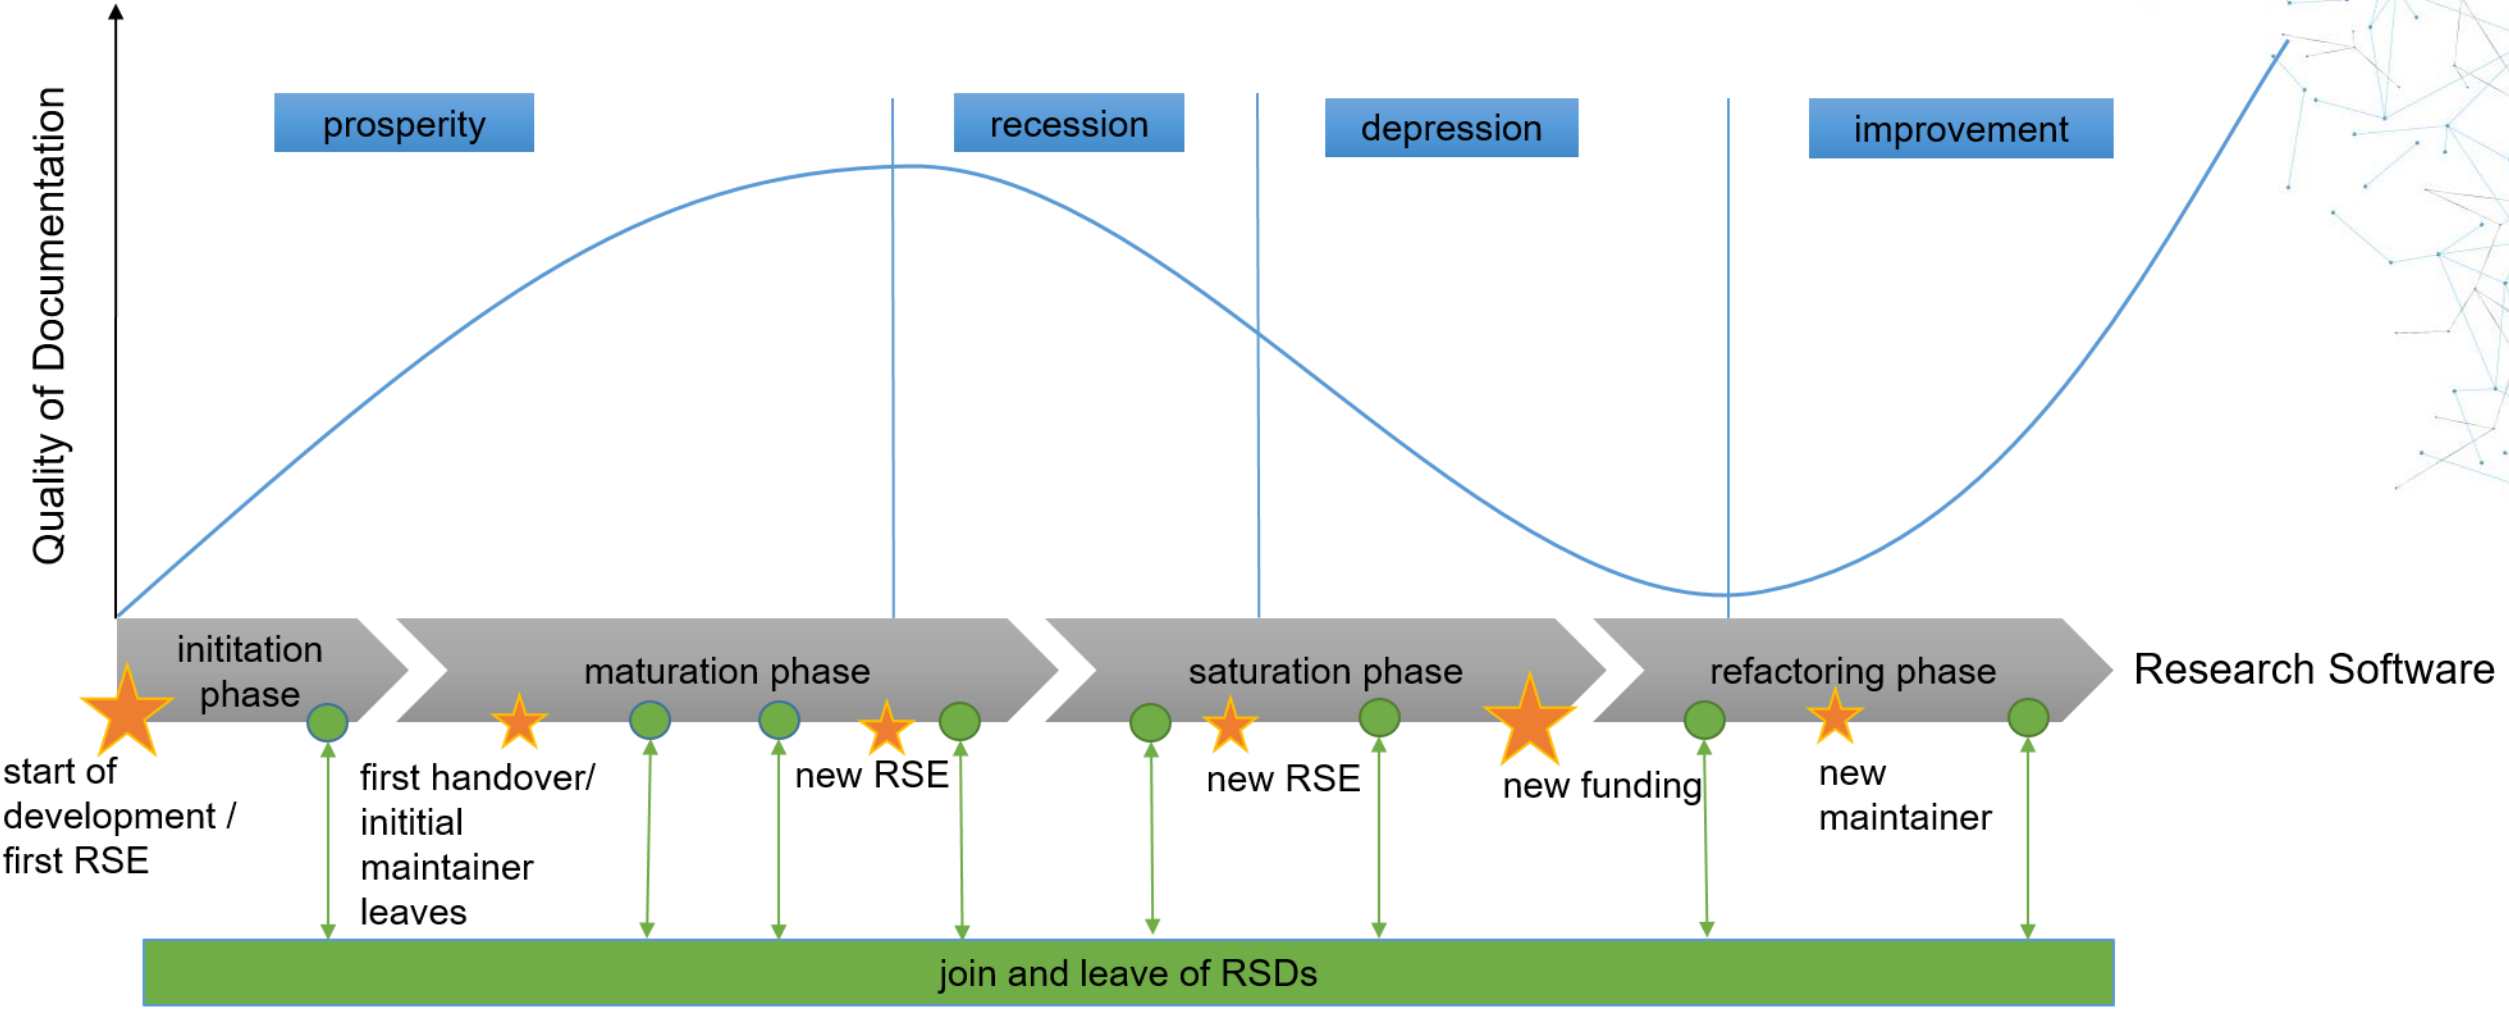 Quality of Documentation
prosperity
recession
depression
improvement
inititation
phase
maturation phase
saturation phase
refactoring phase
Research Software
start of
development /
first RSE
first handover/
inititial
maintainer
leaves
new RSE
new RSE
new funding
new
maintainer
join and leave of RSDs